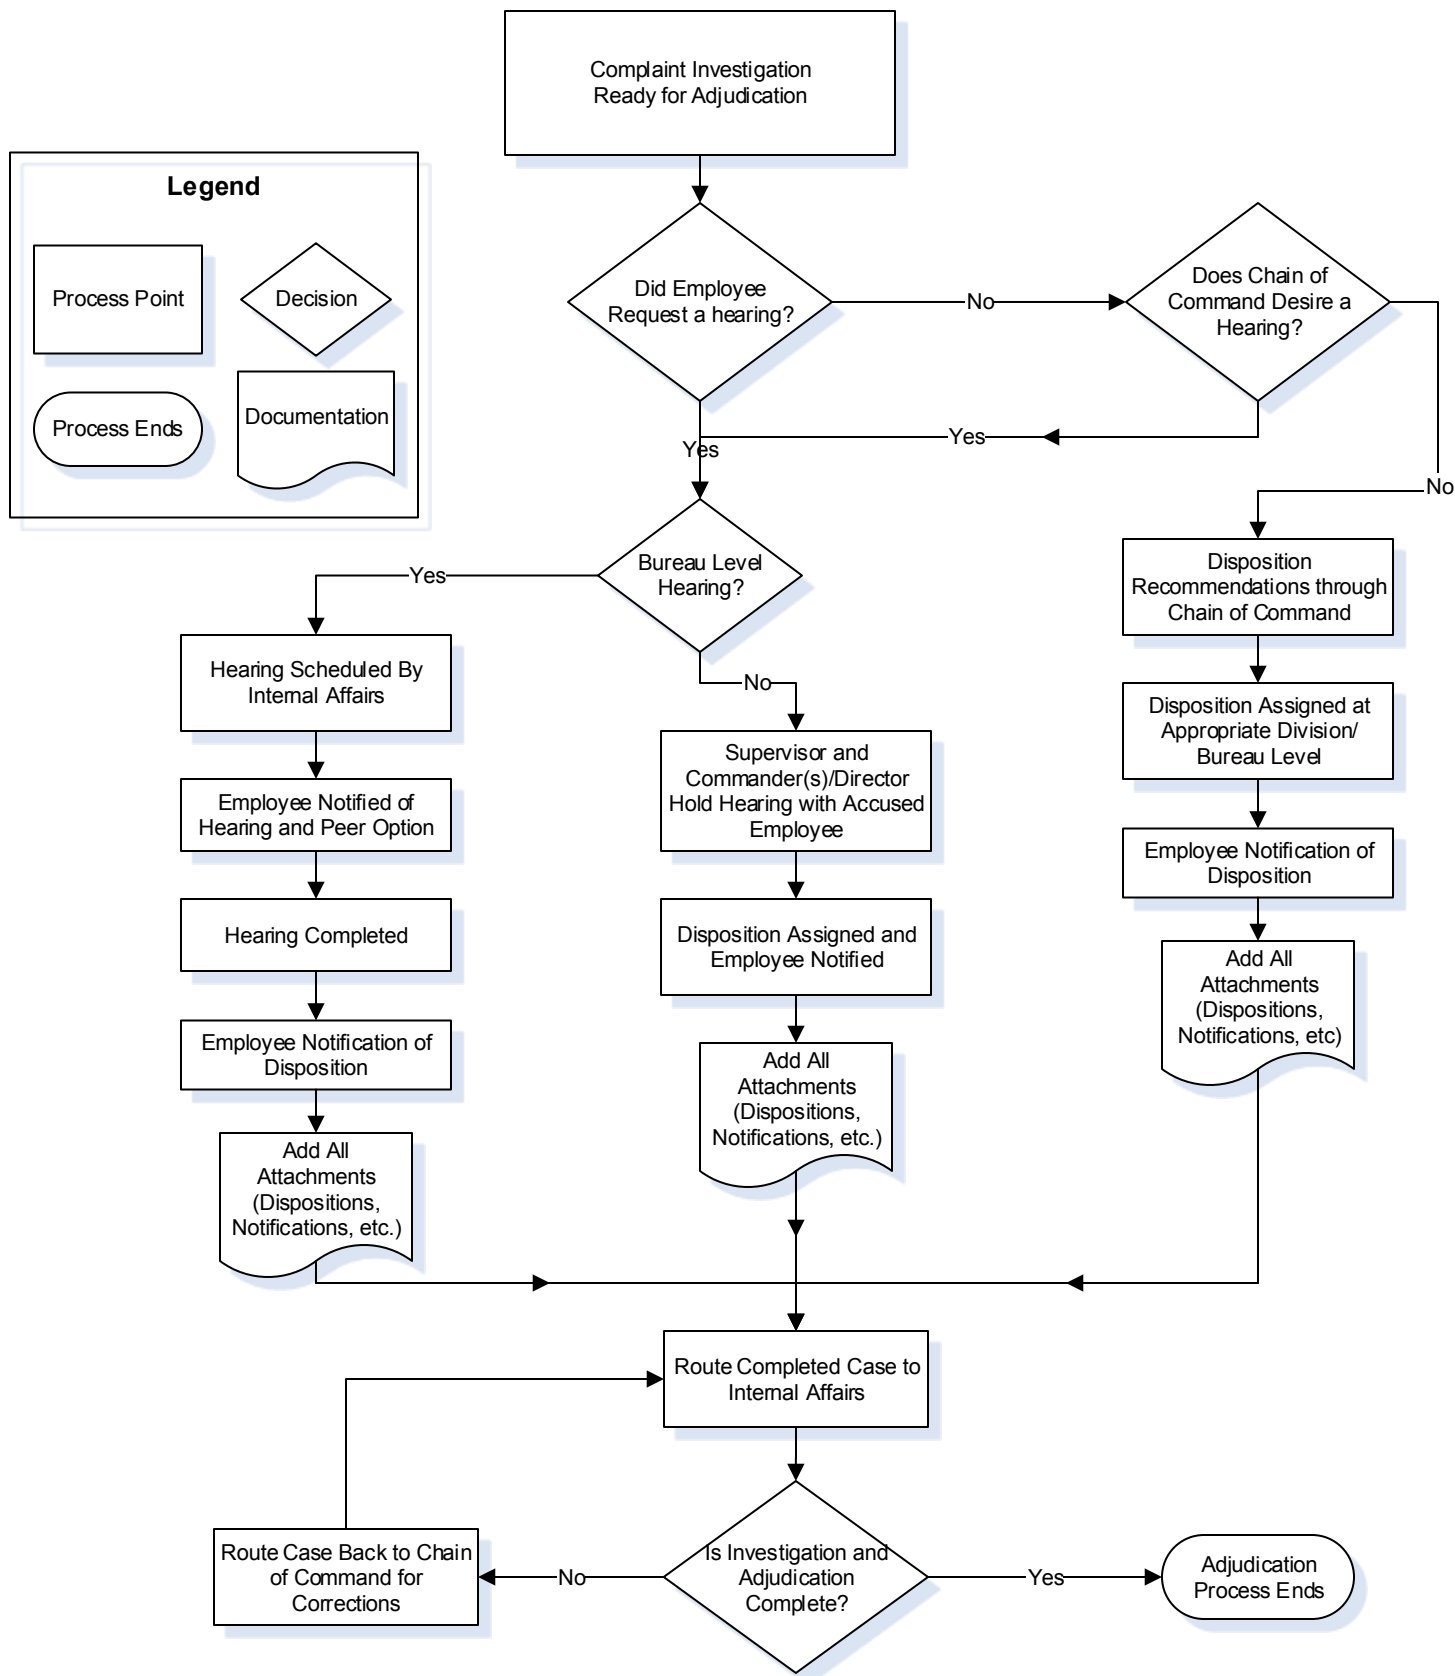 Complaint Investigation
Ready for Adjudication
Legend
Process Point
Decision
Process Ends
Documentation
Did Employee
Request a hearing?
No
Does Chain of
Command Desire a
Hearing?
Yes
Yes
No
Bureau Level
Hearing?
Yes
No
Hearing Scheduled By
Internal Affairs
Employee Notified of
Hearing and Peer Option
Hearing Completed
Employee Notification of
Disposition
Add All
Attachments
(Dispositions,
Notifications, etc.)
Supervisor and
Commander(s)/Director
Hold Hearing with Accused
Employee
Disposition Assigned and
Employee Notified
Add All
Attachments
(Dispositions,
Notifications, etc.)
Disposition
Recommendations through
Chain of Command
Disposition Assigned at
Appropriate Division/
Bureau Level
Employee Notification of
Disposition
Add All
Attachments
(Dispositions,
Notifications, etc)
Route Completed Case to
Internal Affairs
Is Investigation and
Adjudication
Complete?
No
Route Case Back to Chain
of Command for
Corrections
Yes
Adjudication
Process Ends